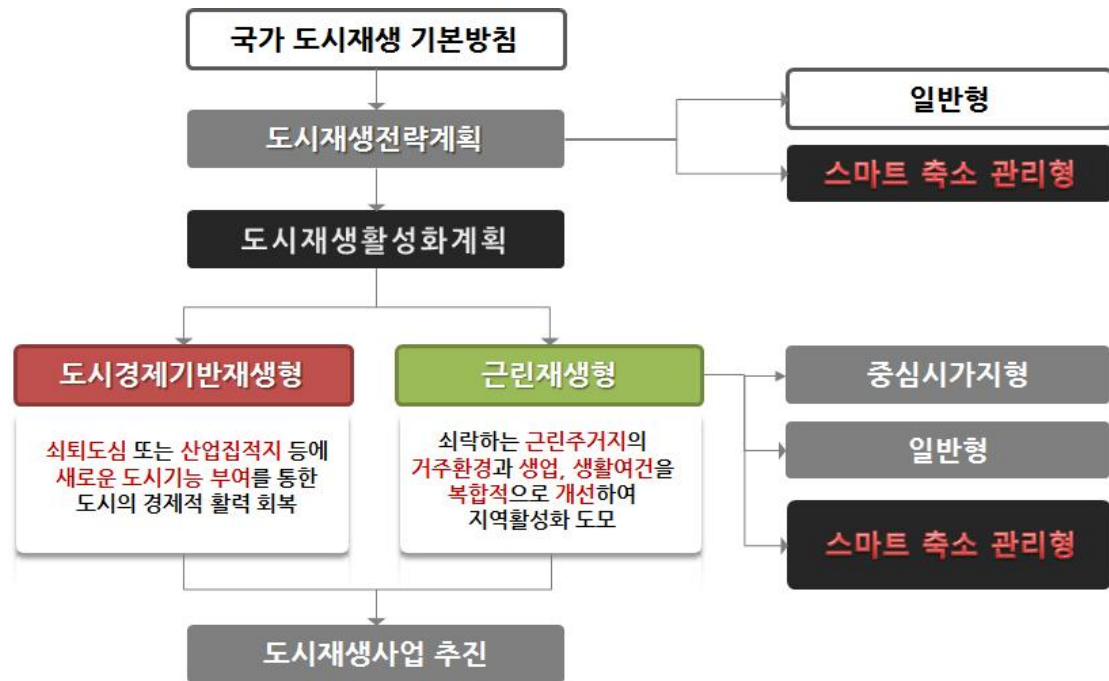 국가 도시재생 기본방침
일반형
도시재생전략계획
스마트 축소 관리형
도시재생활성화계획
도시경제기반재생형
쇠퇴도심 또는 산업집적지 등에
새로운 도시기능 부여를 통한
도시의 경제적 활력 회복
근린재생형
쇠락하는 근린주거지의
거주환경과 생업, 생활여건을
복합적으로 개선하여
지역활성화 도모
중심시가지형
일반형
스마트 축소 관리형
도시재생사업 추진